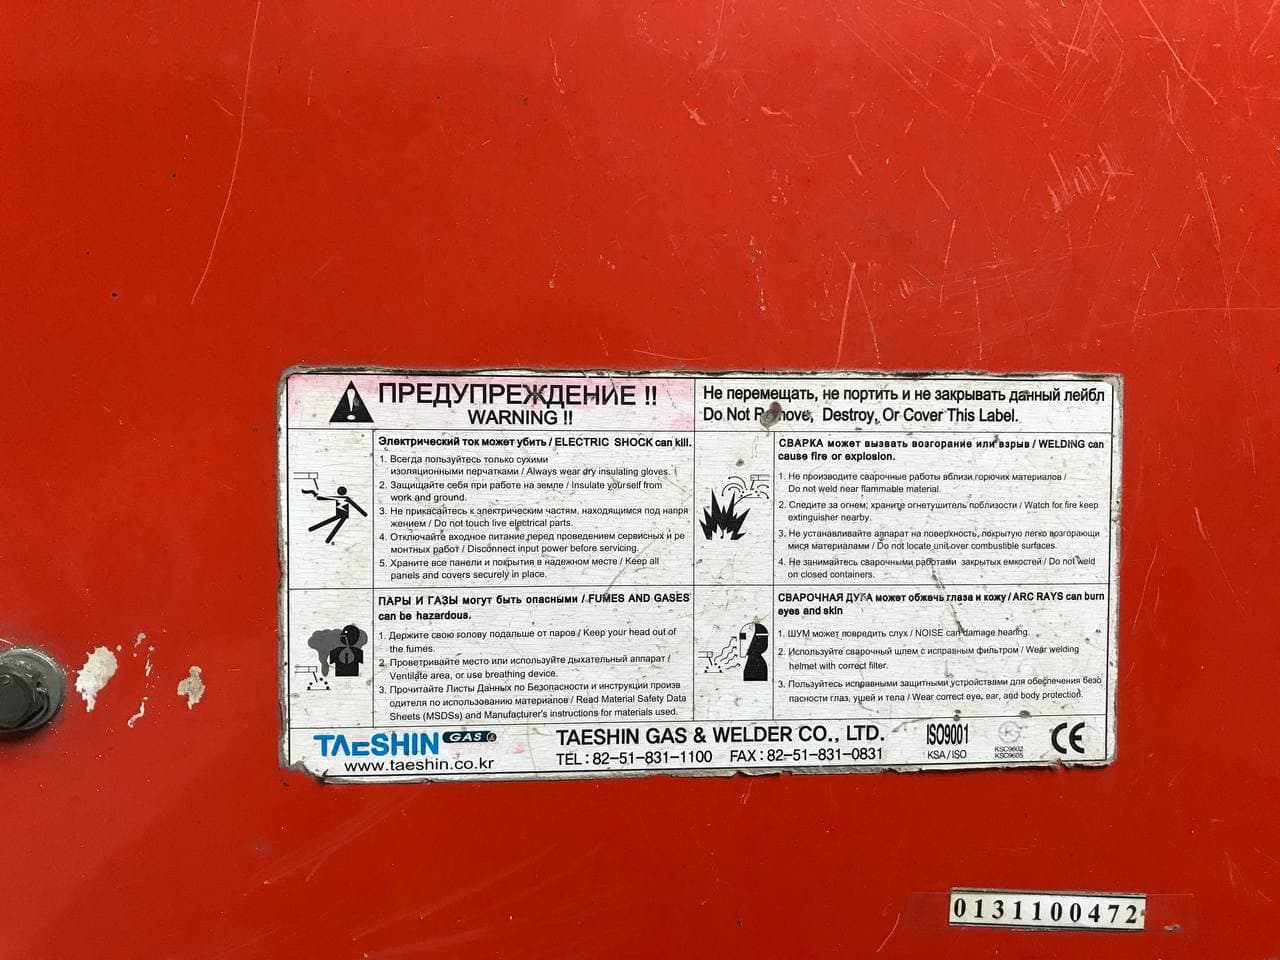 ПРЕДУПРЕЖДЕНИЕ !!
WARNING !!
Не перемещать, не портить и не закрывать данный лейбл
Do Not Remove, Destroy, Or Cover This Label.
Электрический ток может убить / ELECTRIC SHOCK can kill.
1. Всегда пользуйтесь только сухими
изоляционными перчатками / Always wear dry insulating gloves.
2. Защищайте себя при работе на земле / Insulate yourself from
work and ground.
3. Не прикасайтесь к электрическим частям, находящимся под напря
жением / Do not touch live electrical parts.
4. Отключайте входное питание перед проведением сервисных и ре
монтных работ / Disconnect input power before servicing.
5. Храните все панели и покрытия в надежном месте / Keep all
panels and covers securely in place.
СВАРКА может вызвать возгорание или взрыв / WELDING can
cause fire or explosion.
1. Не производите сварочные работы вблизи горючих материалов /
Do not weld near flammable material.
2. Следите за огнем; храните огнетушитель поблизости / Watch for fire keep
extinguisher nearby.
3. Не устанавливайте аппарат на поверхность, покрытую легко возгорающи
мися материалами / Do not locate unit over combustible surfaces.
4. Не занимайтесь сварочными работами закрытых емкостей / Do not weld
on closed containers.
ПАРЫ И ГАЗЫ могут быть опасными / FUMES AND GASES
can be hazardous.
1. Держите свою голову подальше от паров / Keep your head out of
the fumes.
2. Проветривайте место или используйте дыхательный аппарат /
Ventilate area, or use breathing device.
3. Прочитайте Листы Данных по Безопасности и инструкции произв
одителя по использованию материалов / Read Material Safety Data
Sheets (MSDSs) and Manufacturer's instructions for materials used.
СВАРОЧНАЯ ДУГА может обжечь глаза и кожу / ARC RAYS can burn
eyes and skin
1. ШУМ может повредить слух / NOISE can damage hearing.
2. Используйте сварочный шлем с исправным фильтром / Wear welding
helmet with correct filter.
3. Пользуйтесь исправными защитными устройствами для обеспечения безо
пасности глаз, ушей и тела / Wear correct eye, ear, and body protection.
TAESHIN GAS
www.taeshin.co.kr
TAESHIN GAS & WELDER CO., LTD.
TEL : 82-51-831-1100 FAX : 82-51-831-0831
ISO9001
KSA / ISO
KSC9602
KSC9605
CE
0131100472